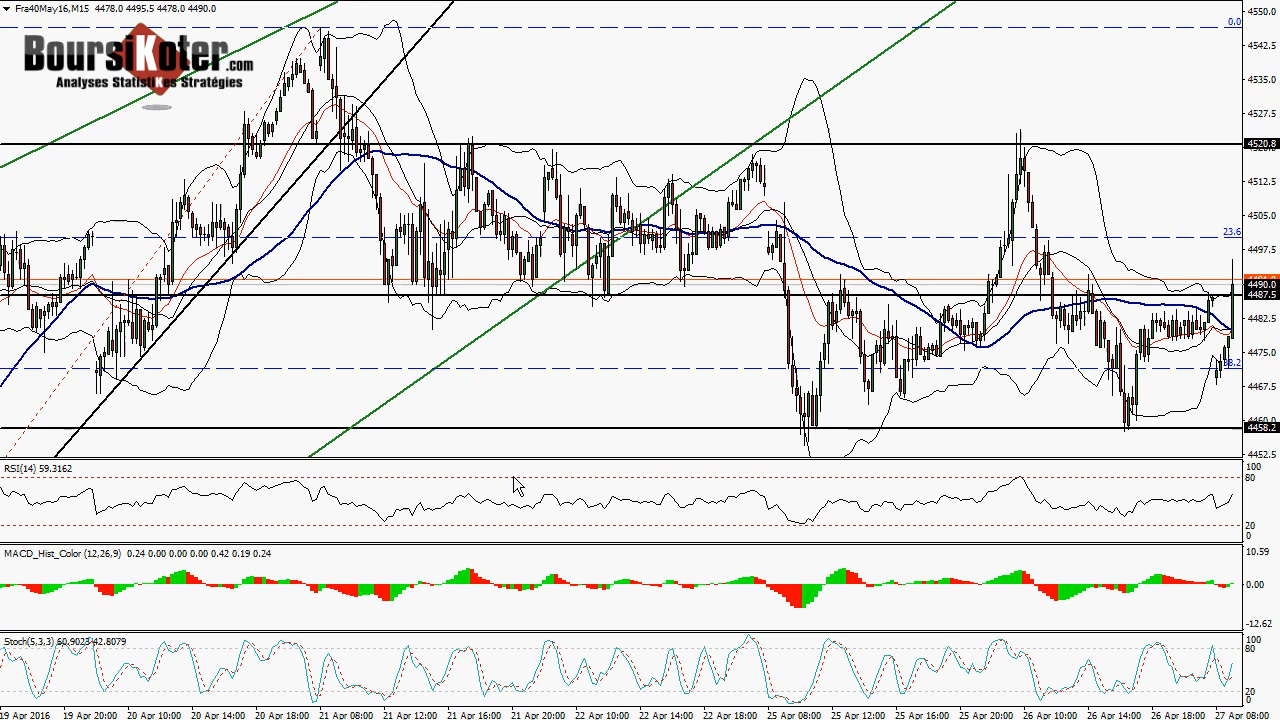 Fra40May16,M15 4478.0 4495.5 4478.0 4490.0
BoursiKoter.com
Analyses StatistiKes Stratégies
4550.0
0.0
4542.5
4535.0
4527.5
4520.8
4512.5
4505.0
23.6
4497.5
4490.0
4487.5
4482.5
4475.0
38.2
4467.5
4460.0
4458.2
4452.5
RSI(14) 59.3162
100
80
20
0
MACD_Hist_Color (12,26,9) 0.24 0.00 0.00 0.00 0.42 0.19 0.24
10.59
0.00
-12.62
Stoch(5,3,3) 60.9023 42.8079
100
80
20
0
19 Apr 2016
19 Apr 20:00
20 Apr 10:00
20 Apr 14:00
20 Apr 18:00
21 Apr 08:00
21 Apr 12:00
21 Apr 16:00
21 Apr 20:00
22 Apr 10:00
22 Apr 14:00
22 Apr 18:00
25 Apr 08:00
25 Apr 12:00
25 Apr 16:00
25 Apr 20:00
26 Apr 10:00
26 Apr 14:00
26 Apr 18:00
27 Apr 08:00